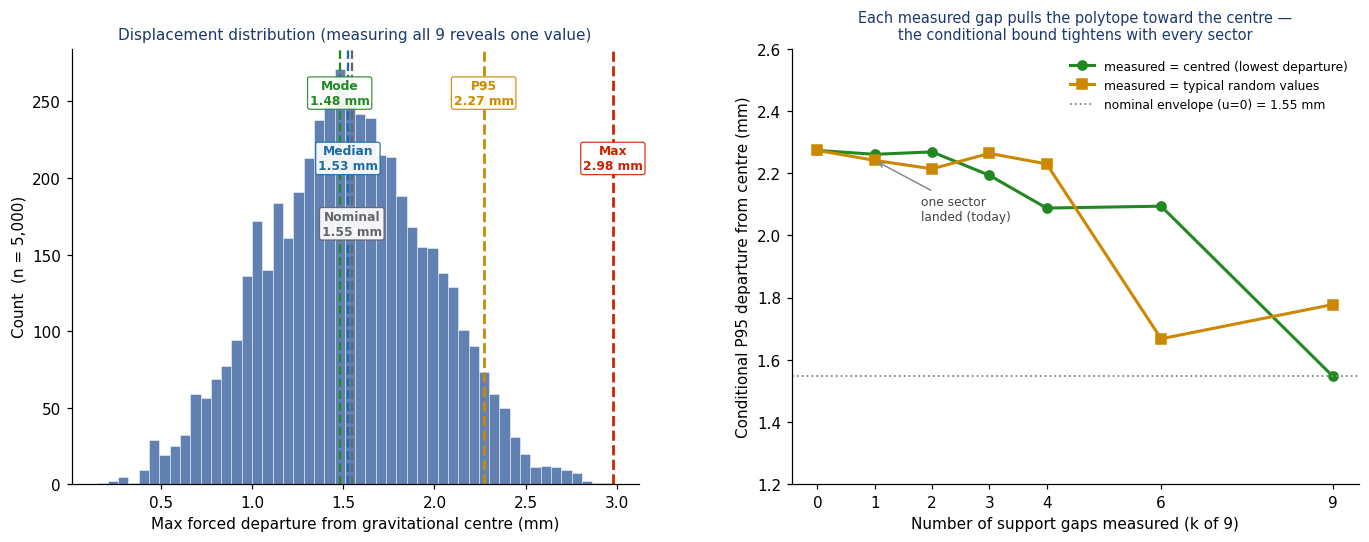 Displacement distribution (measuring all 9 reveals one value)
Count  (n = 5,000)
250
200
150
100
50
0
Mode
1.48 mm
P95
2.27 mm
Median
1.53 mm
Max
2.98 mm
Nominal
1.55 mm
0.5
1.0
1.5
2.0
2.5
3.0
Max forced departure from gravitational centre (mm)
Each measured gap pulls the polytope toward the centre —
the conditional bound tightens with every sector
Conditional P95 departure from centre (mm)
2.6
2.4
2.2
2.0
1.8
1.6
1.4
1.2
measured = centred (lowest departure)
measured = typical random values
nominal envelope (u=0) = 1.55 mm
one sector
landed (today)
0
1
2
3
4
6
9
Number of support gaps measured (k of 9)